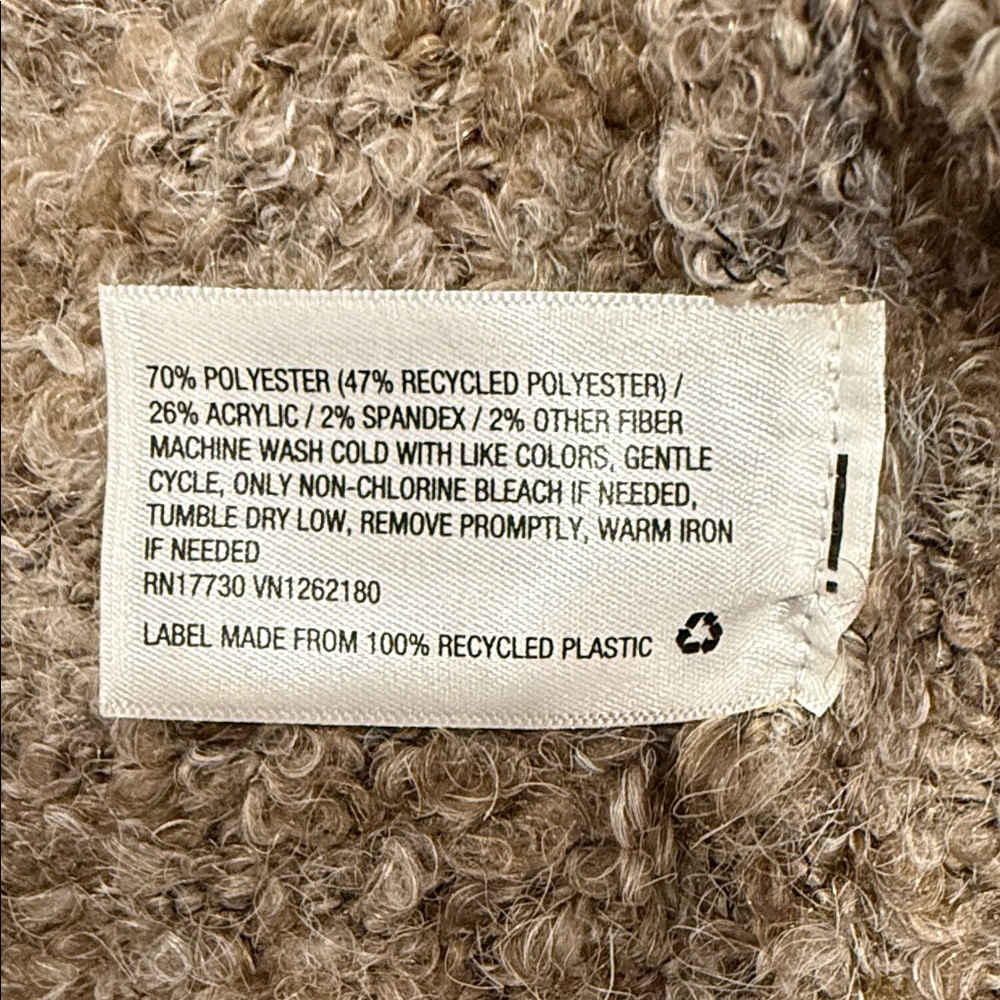 70% POLYESTER (47% RECYCLED POLYESTER) /
26% ACRYLIC / 2% SPANDEX / 2% OTHER FIBER
MACHINE WASH COLD WITH LIKE COLORS, GENTLE
CYCLE, ONLY NON-CHLORINE BLEACH IF NEEDED,
TUMBLE DRY LOW, REMOVE PROMPTLY, WARM IRON
IF NEEDED
RN17730 VN1262180
LABEL MADE FROM 100% RECYCLED PLASTIC